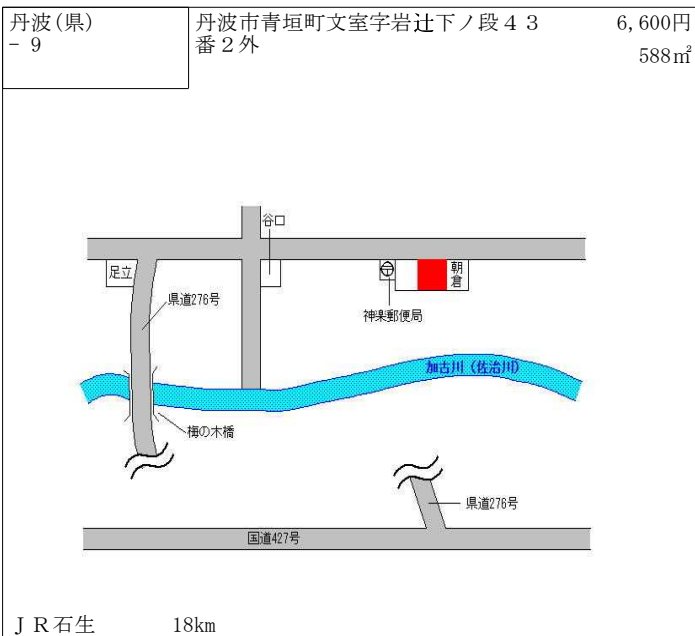 丹波(県)
- 9
丹波市青垣町文室字岩辻下ノ段４３
番２外
6,600円
588㎡
谷口
足立
朝倉
県道276号
神楽郵便局
加古川（佐治川）
梅の木橋
県道276号
国道427号
ＪＲ石生 18km